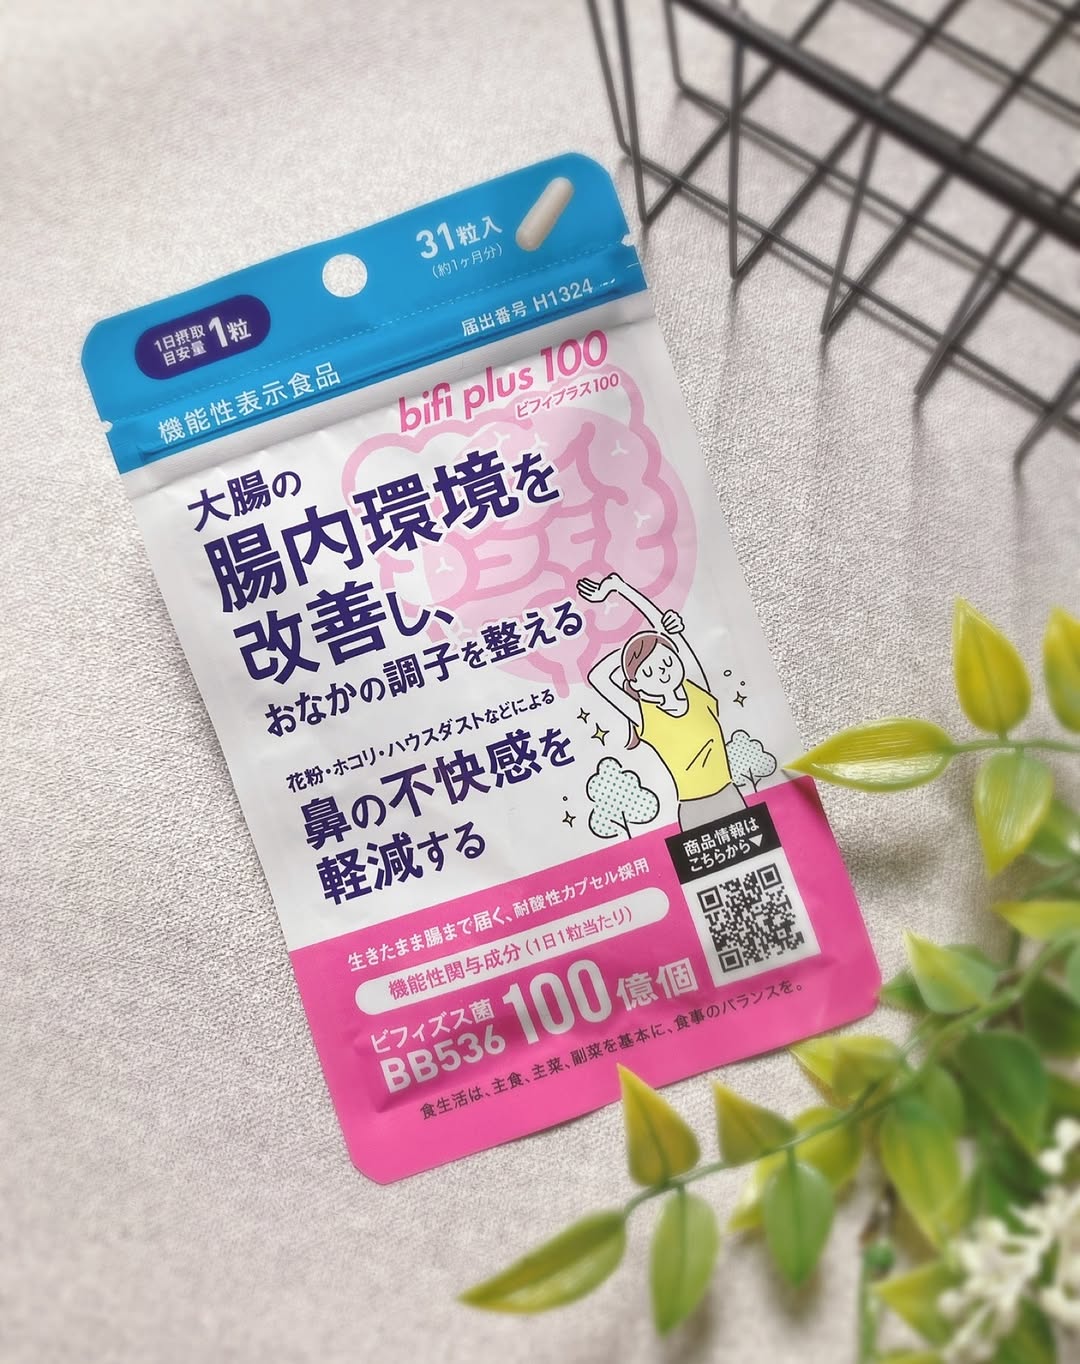 31粒入
(約1ヶ月分)
1日摂取
目安量 1粒
届出番号 H1324
機能性表示食品
bifi plus 100
ビフィプラス100
大腸の
腸内環境を
改善し、
おなかの調子を整える
花粉・ホコリ・ハウスダストなどによる
鼻の不快感を
軽減する
商品情報は
こちらから▼
生きたまま腸まで届く、耐酸性カプセル採用
機能性関与成分(1日1粒当たり)
ビフィズス菌
BB536 100億個
食生活は、主食、主菜、副菜を基本に、食事のバランスを。